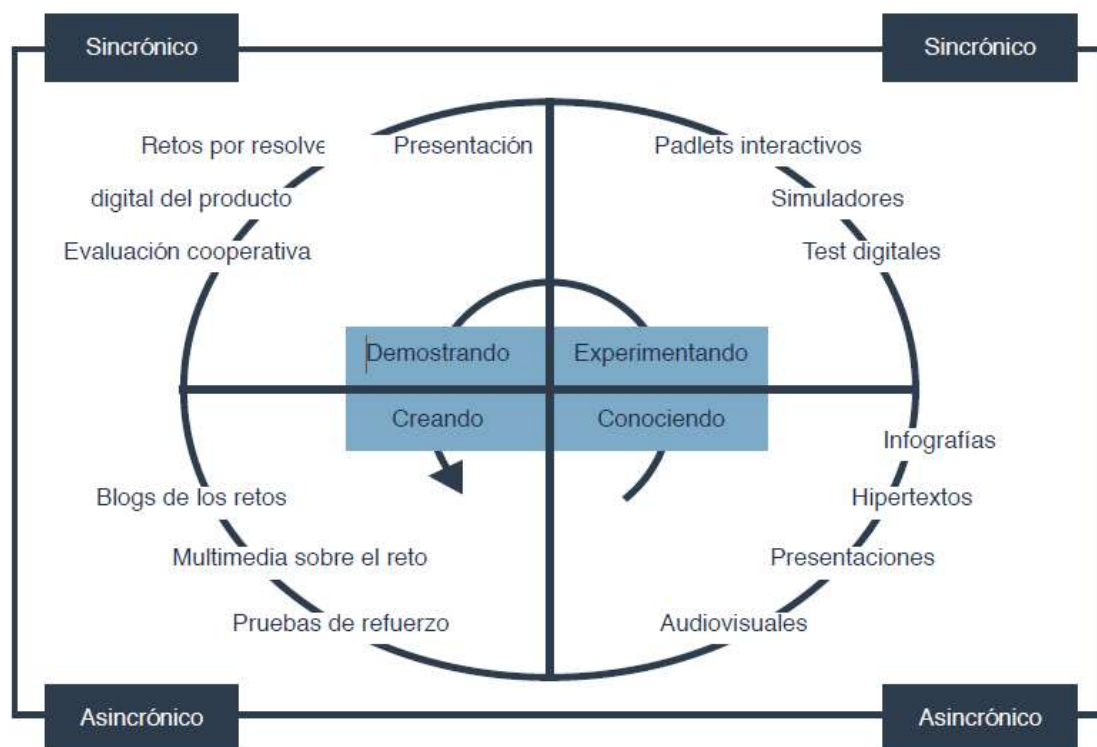 Sincrónico
Sincrónico
Retos por resolve
Presentación
digital del producto
Evaluación cooperativa
Padlets interactivos
Simuladores
Test digitales
Demostrando
Experimentando
Creando
Conociendo
Blogs de los retos
Multimedia sobre el reto
Pruebas de refuerzo
Infografías
Hipertextos
Presentaciones
Audiovisuales
Asincrónico
Asincrónico